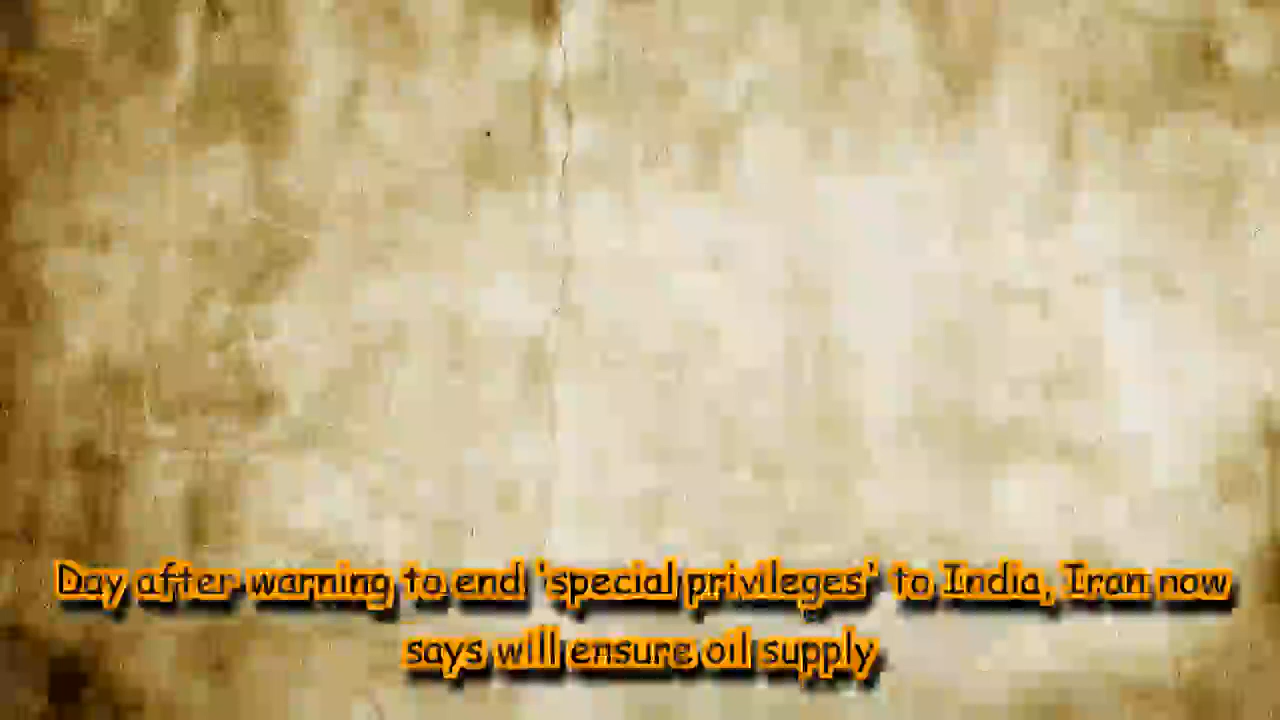 Day after warning to end 'special privileges' to India, Iran now
says will ensure oil supply